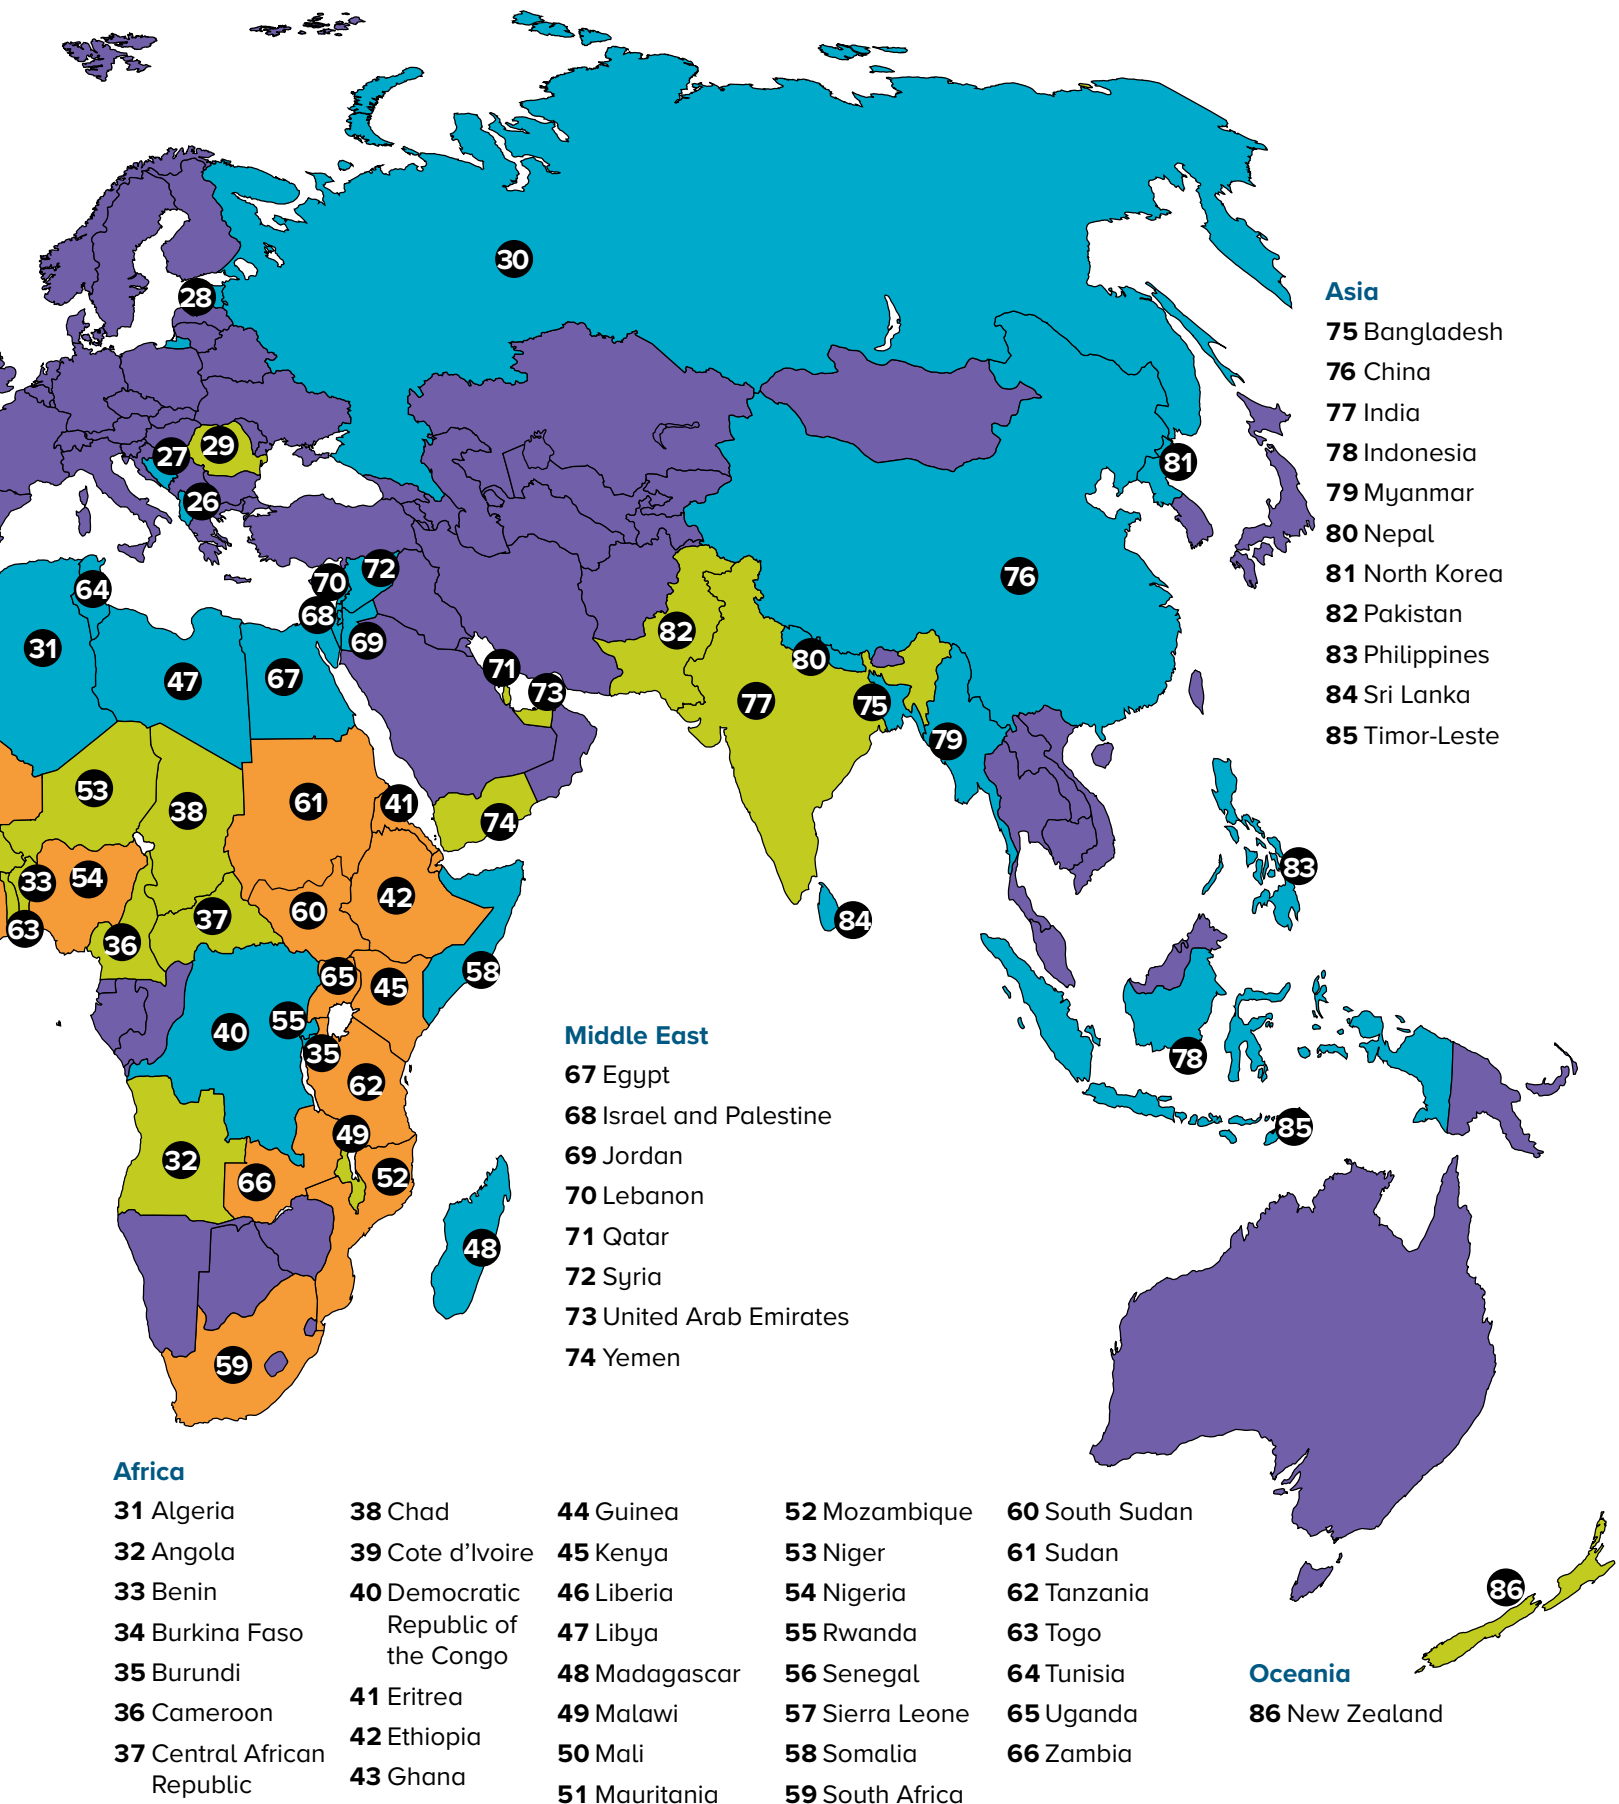 30
28
29
27
26
81
76
72
70
64
68
69
31
82
80
71
67
47
73
77
75
79
53
61
41
38
74
83
54
33
42
60
37
84
63
36
58
65
45
55
40
35
78
62
85
49
32
52
66
48
59
86
Asia
75 Bangladesh
76 China
77 India
78 Indonesia
79 Myanmar
80 Nepal
81 North Korea
82 Pakistan
83 Philippines
84 Sri Lanka
85 Timor-Leste
Middle East
67 Egypt
68 Israel and Palestine
69 Jordan
70 Lebanon
71 Qatar
72 Syria
73 United Arab Emirates
74 Yemen
Africa
31 Algeria
32 Angola
33 Benin
34 Burkina Faso
35 Burundi
36 Cameroon
37 Central African
Republic
38 Chad
39 Cote d’Ivoire
40 Democratic
Republic of
the Congo
41 Eritrea
42 Ethiopia
43 Ghana
44 Guinea
45 Kenya
46 Liberia
47 Libya
48 Madagascar
49 Malawi
50 Mali
51 Mauritania
52 Mozambique
53 Niger
54 Nigeria
55 Rwanda
56 Senegal
57 Sierra Leone
58 Somalia
59 South Africa
60 South Sudan
61 Sudan
62 Tanzania
63 Togo
64 Tunisia
65 Uganda
66 Zambia
Oceania
86 New Zealand